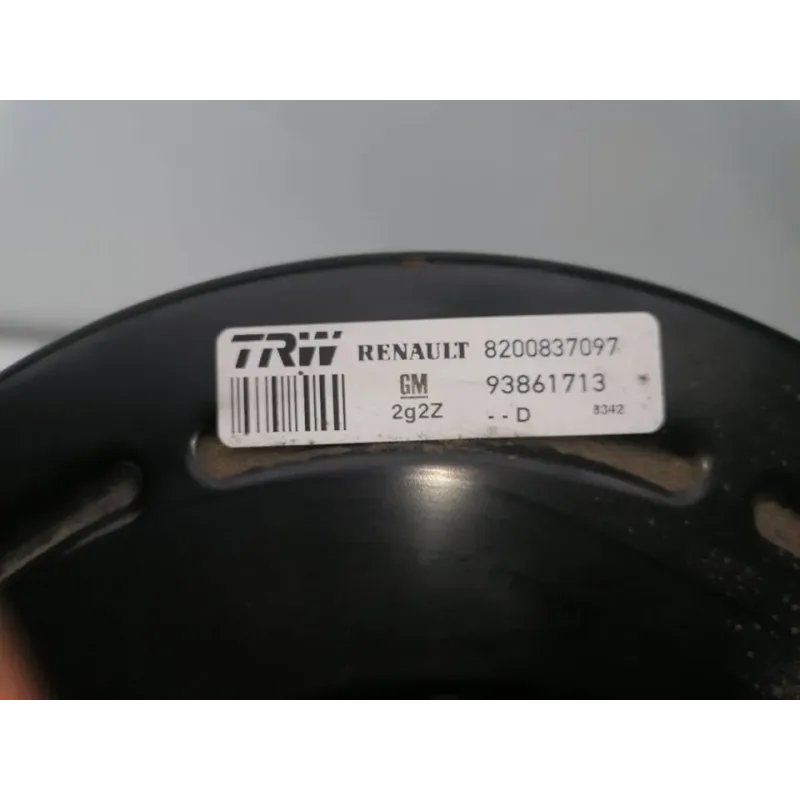 TRW RENAULT 8200837097
GM 93861713
2g2Z --D 8342